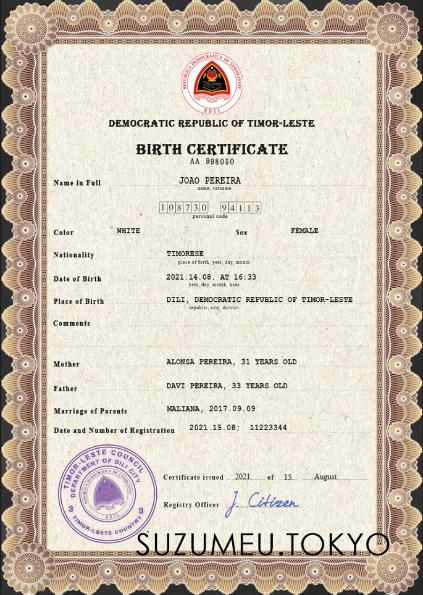 REPUBLICA DEMOCRATICA DE TIMOR-LESTE
RDTL
DEMOCRATIC REPUBLIC OF TIMOR-LESTE
BIRTH CERTIFICATE
AA 998050
Name in Full JOAO PEREIRA
name, surname
108730 94113
personal code
Color WHITE Sex FEMALE
Nationality TIMORESE
place of birth, year, day, month
Date of Birth 2021.14.08. AT 16:33
year, day, month, hour
Place of Birth DILI, DEMOCRATIC REPUBLIC OF TIMOR-LESTE
republic, city, district
Comments
Mother ALONSA PEREIRA, 31 YEARS OLD
Father DAVI PEREIRA, 33 YEARS OLD
Marriage of Parents MALIANA, 2017.09.09
Date and Number of Registration 2021.15.08; 11223344
TIMOR-LESTE COUNCIL
DEPARTMENT OF DILI CITY
TIMOR-LESTE COUNTRY
Certificate issued 2021 of 15 August
Registry Officer J. Citizen
SUZUMEU.TOKYO